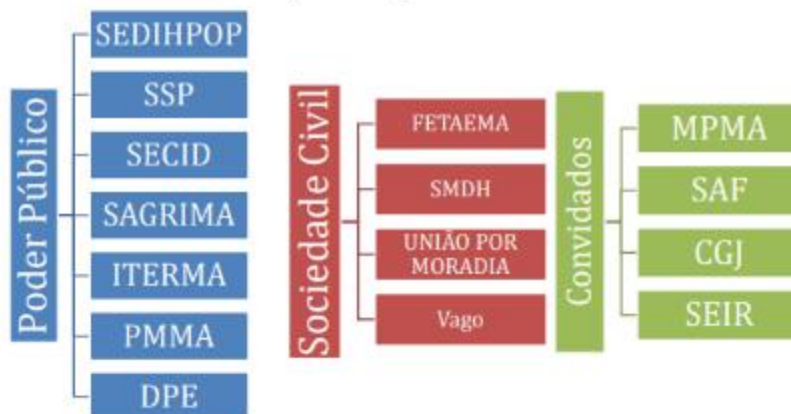 Poder Público
SEDIHPOP
SSP
SECID
SAGRIMA
ITERMA
PMMA
DPE
Sociedade Civil
FETAEMA
SMDH
UNIÃO POR
MORADIA
Vago
Convidados
MPMA
SAF
CGJ
SEIR